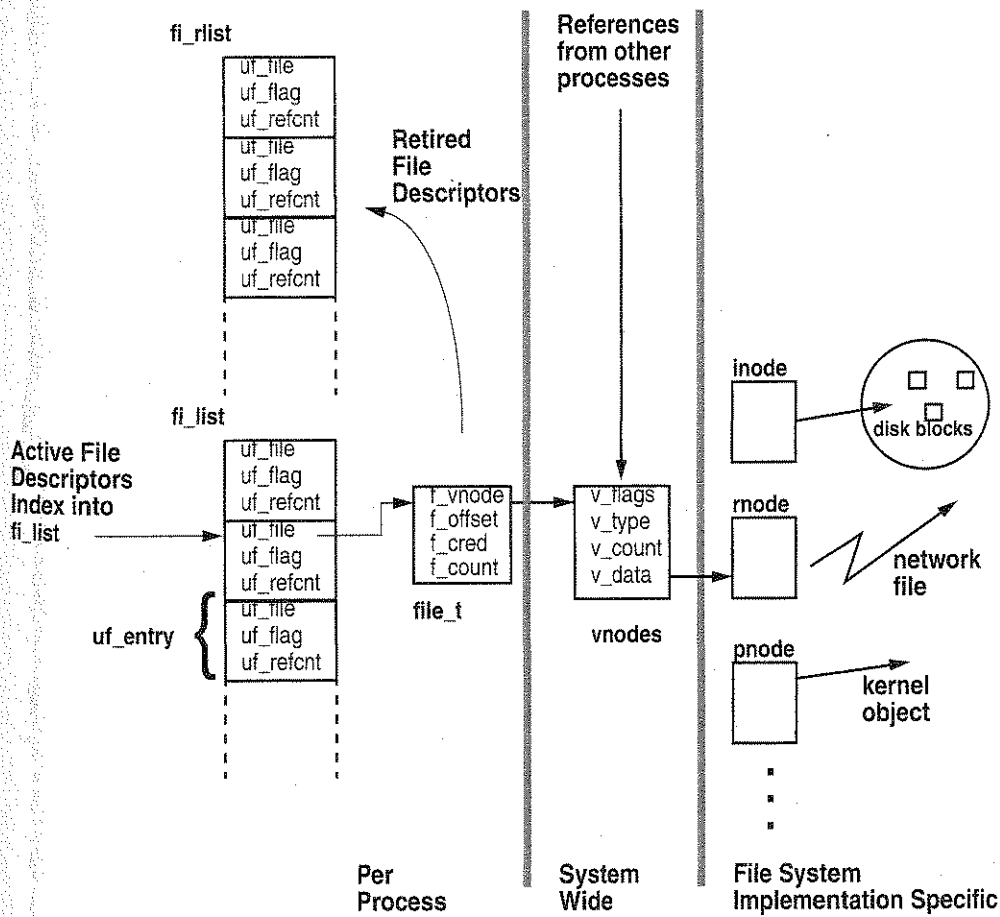 fi_rlist
uf_file
uf_flag
uf_refcnt
uf_file
uf_flag
uf_refcnt
uf_file
uf_flag
uf_refcnt
Retired
File
Descriptors
References
from other
processes
fi_list
Active File
Descriptors
Index into
fi_list
uf_file
uf_flag
uf_refcnt
uf_file
uf_flag
uf_refcnt
uf_file
uf_flag
uf_refcnt
uf_entry
f_vnode
f_offset
f_cred
f_count
file_t
v_flags
v_type
v_count
v_data
vnodes
inode
disk blocks
rnode
network
file
pnode
kernel
object
Per
Process
System
Wide
File System
Implementation Specific